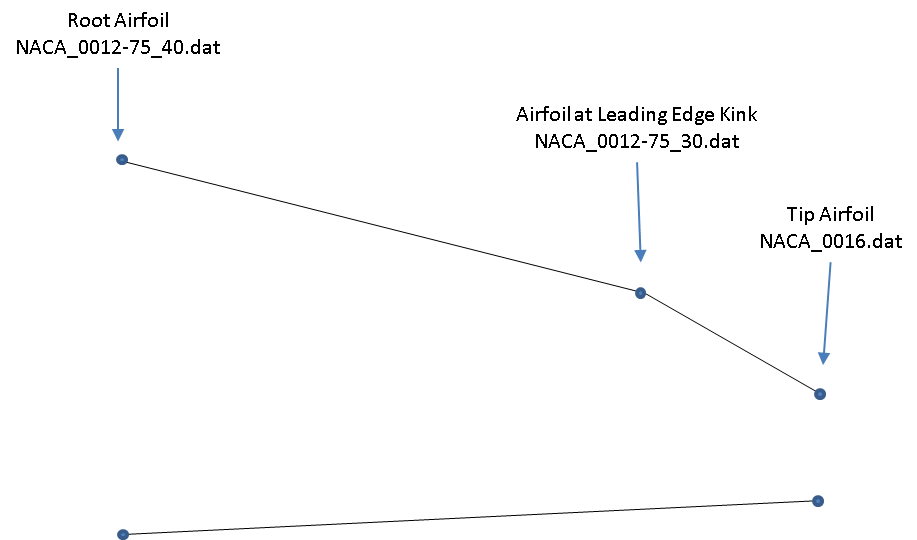 Root Airfoil
NACA_0012-75_40.dat
Airfoil at Leading Edge Kink
NACA_0012-75_30.dat
Tip Airfoil
NACA_0016.dat